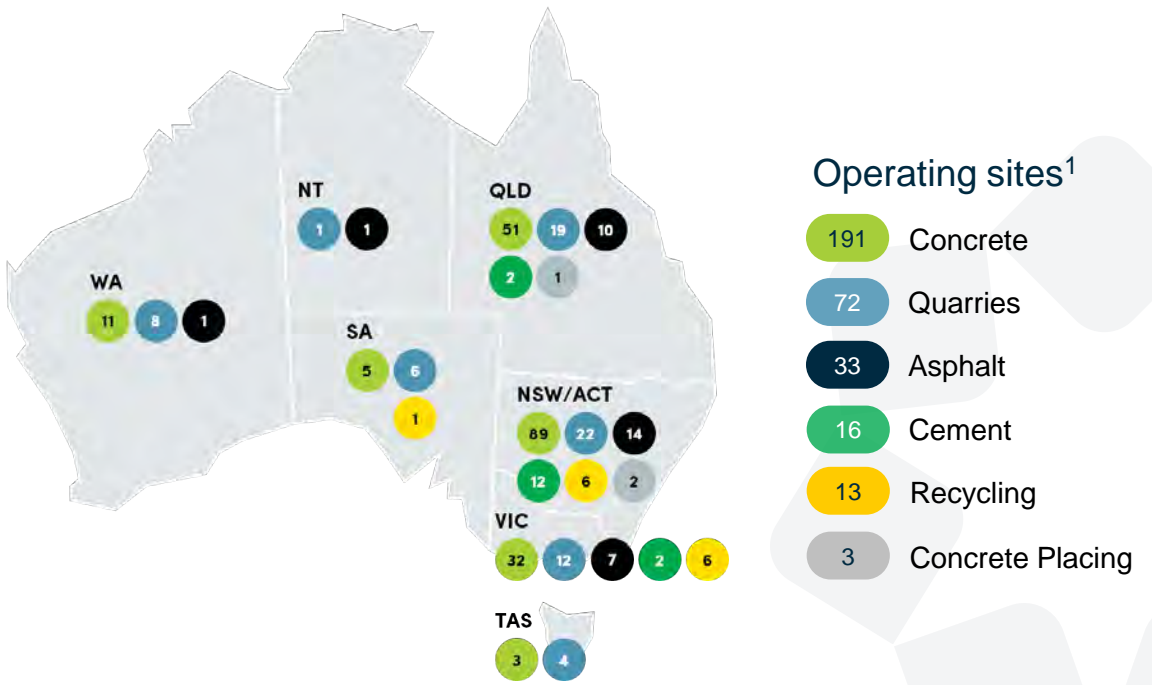 NT
1 1
QLD
51 19 10
2 1
WA
11 8 1
SA
5 6
1
NSW/ACT
89 22 14
12 6 2
VIC
32 12 7 2 6
TAS
3 4
Operating sites1
191 Concrete
72 Quarries
33 Asphalt
16 Cement
13 Recycling
3 Concrete Placing